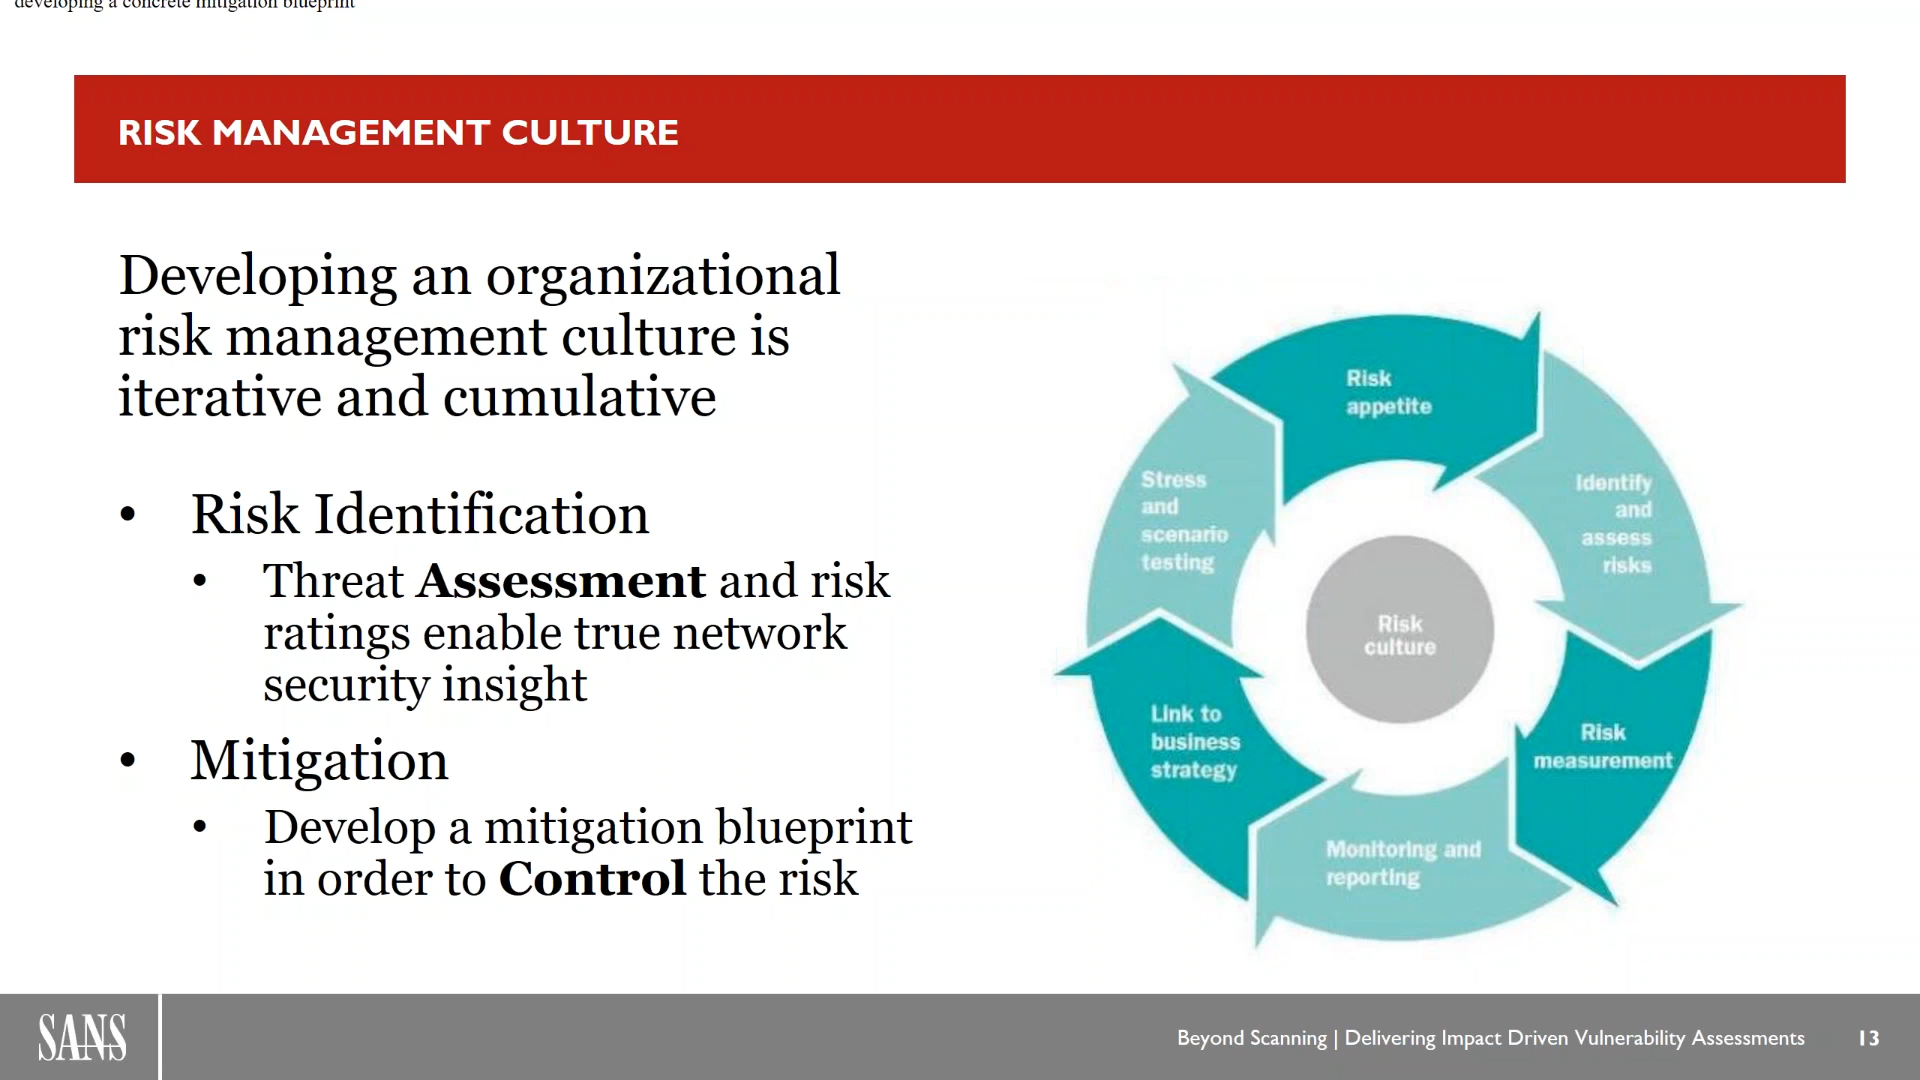 developing a concrete mitigation blueprint
RISK MANAGEMENT CULTURE
Developing an organizational
risk management culture is
iterative and cumulative
• Risk Identification
• Threat Assessment and risk
ratings enable true network
security insight
• Mitigation
• Develop a mitigation blueprint
in order to Control the risk
Risk
appetite
Identify
and
assess
risks
Risk
measurement
Monitoring and
reporting
Link to
business
strategy
Stress
and
scenario
testing
Risk
culture
SANS
Beyond Scanning | Delivering Impact Driven Vulnerability Assessments
13